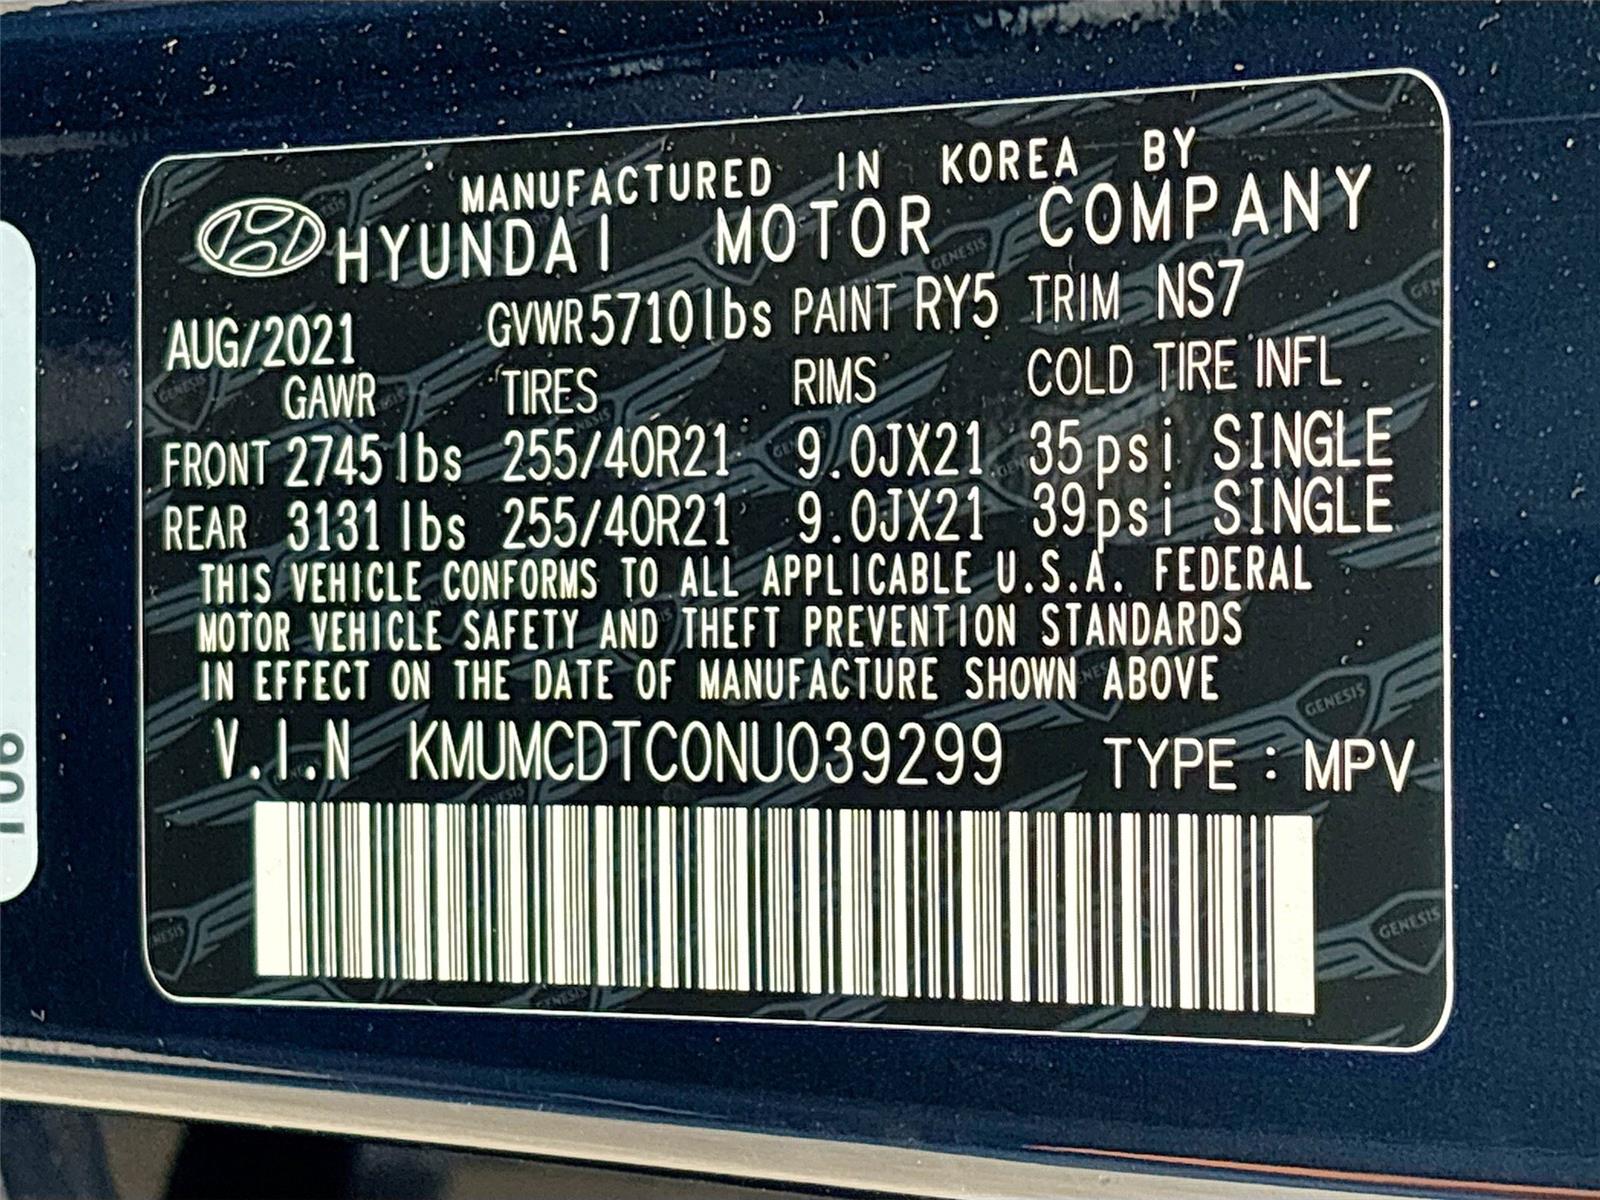 MANUFACTURED IN KOREA BY
HYUNDAI MOTOR COMPANY
AUG/2021 GVWR 5710lbs PAINT RY5 TRIM NS7
GAWR TIRES RIMS COLD TIRE INFL.
FRONT 2745lbs 255/40R21 9.0JX21 35psi SINGLE
REAR 3131lbs 255/40R21 9.0JX21 39psi SINGLE
THIS VEHICLE CONFORMS TO ALL APPLICABLE U.S.A. FEDERAL
MOTOR VEHICLE SAFETY AND THEFT PREVENTION STANDARDS
IN EFFECT ON THE DATE OF MANUFACTURE SHOWN ABOVE
V.I.N KMUMCDTC0NU039299 TYPE : MPV
GENESIS